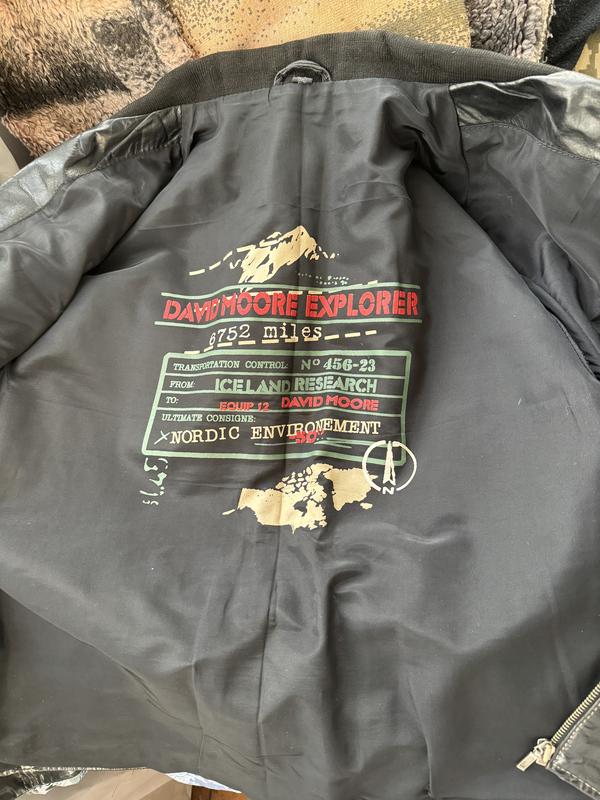 DAVID MOORE EXPLORER
6752 miles
TRANSPORTATION CONTROL: Nº 456-23
FROM: ICELAND RESEARCH
TO: EQUIP 12 DAVID MOORE
ULTIMATE CONSIGNE:
×NORDIC ENVIRONEMENT
N